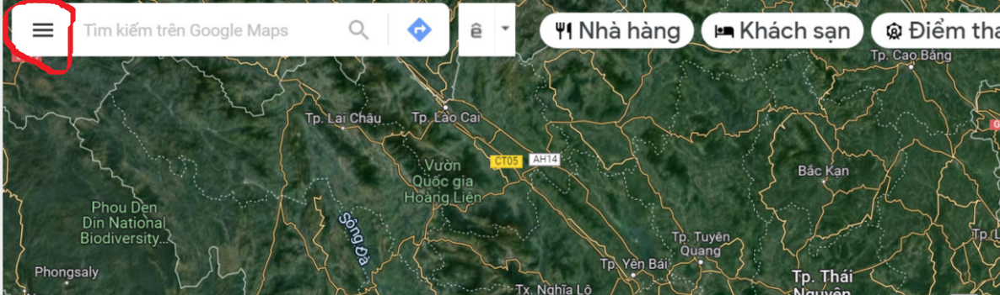 Tìm kiếm trên Google Maps
ê
Nhà hàng
Khách sạn
Điểm tha
Tp. Cao Bằng
Tp. Lai Châu
Tp. Lào Cai
CT05
AH14
Vườn
Quốc gia
Hoàng Liên
Bắc Kạn
Phou Den
Din National
Biodiversity...
Sông Đà
Tp. Tuyên
Quang
Phongsaly
Tp. Yên Bái
Tp. Thái
Nguyên
Tx. Nghĩa Lộ